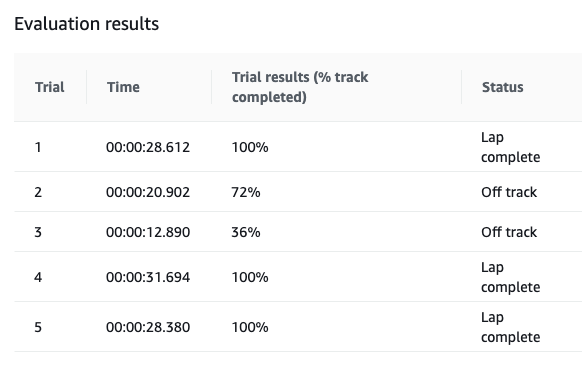 Evaluation results
Trial Time Trial results (% track completed) Status
1 00:00:28.612 100% Lap complete
2 00:00:20.902 72% Off track
3 00:00:12.890 36% Off track
4 00:00:31.694 100% Lap complete
5 00:00:28.380 100% Lap complete